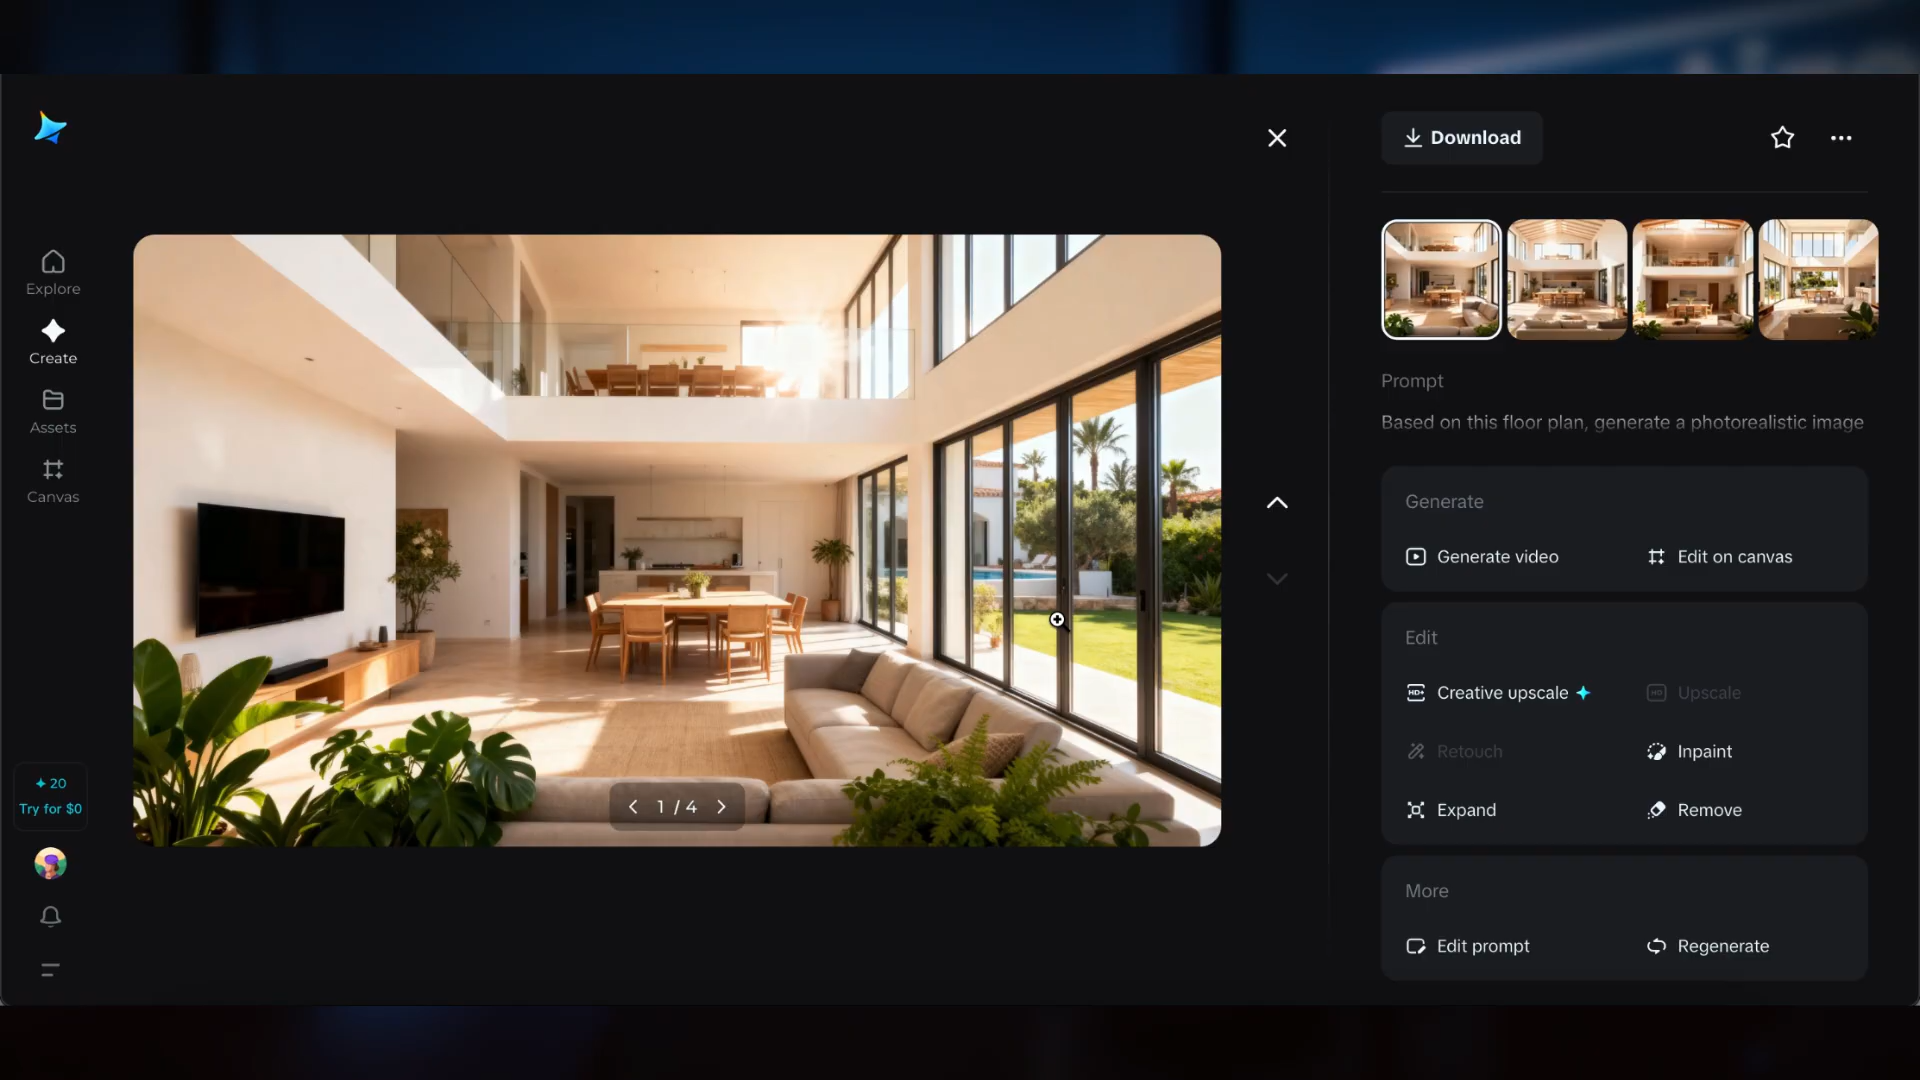 Download
Explore
Create
Assets
Canvas
20
Try for $0
1 / 4
Prompt
Based on this floor plan, generate a photorealistic image
Generate
Generate video
Edit on canvas
Edit
HD+ Creative upscale
HD Upscale
Retouch
Inpaint
Expand
Remove
More
Edit prompt
Regenerate